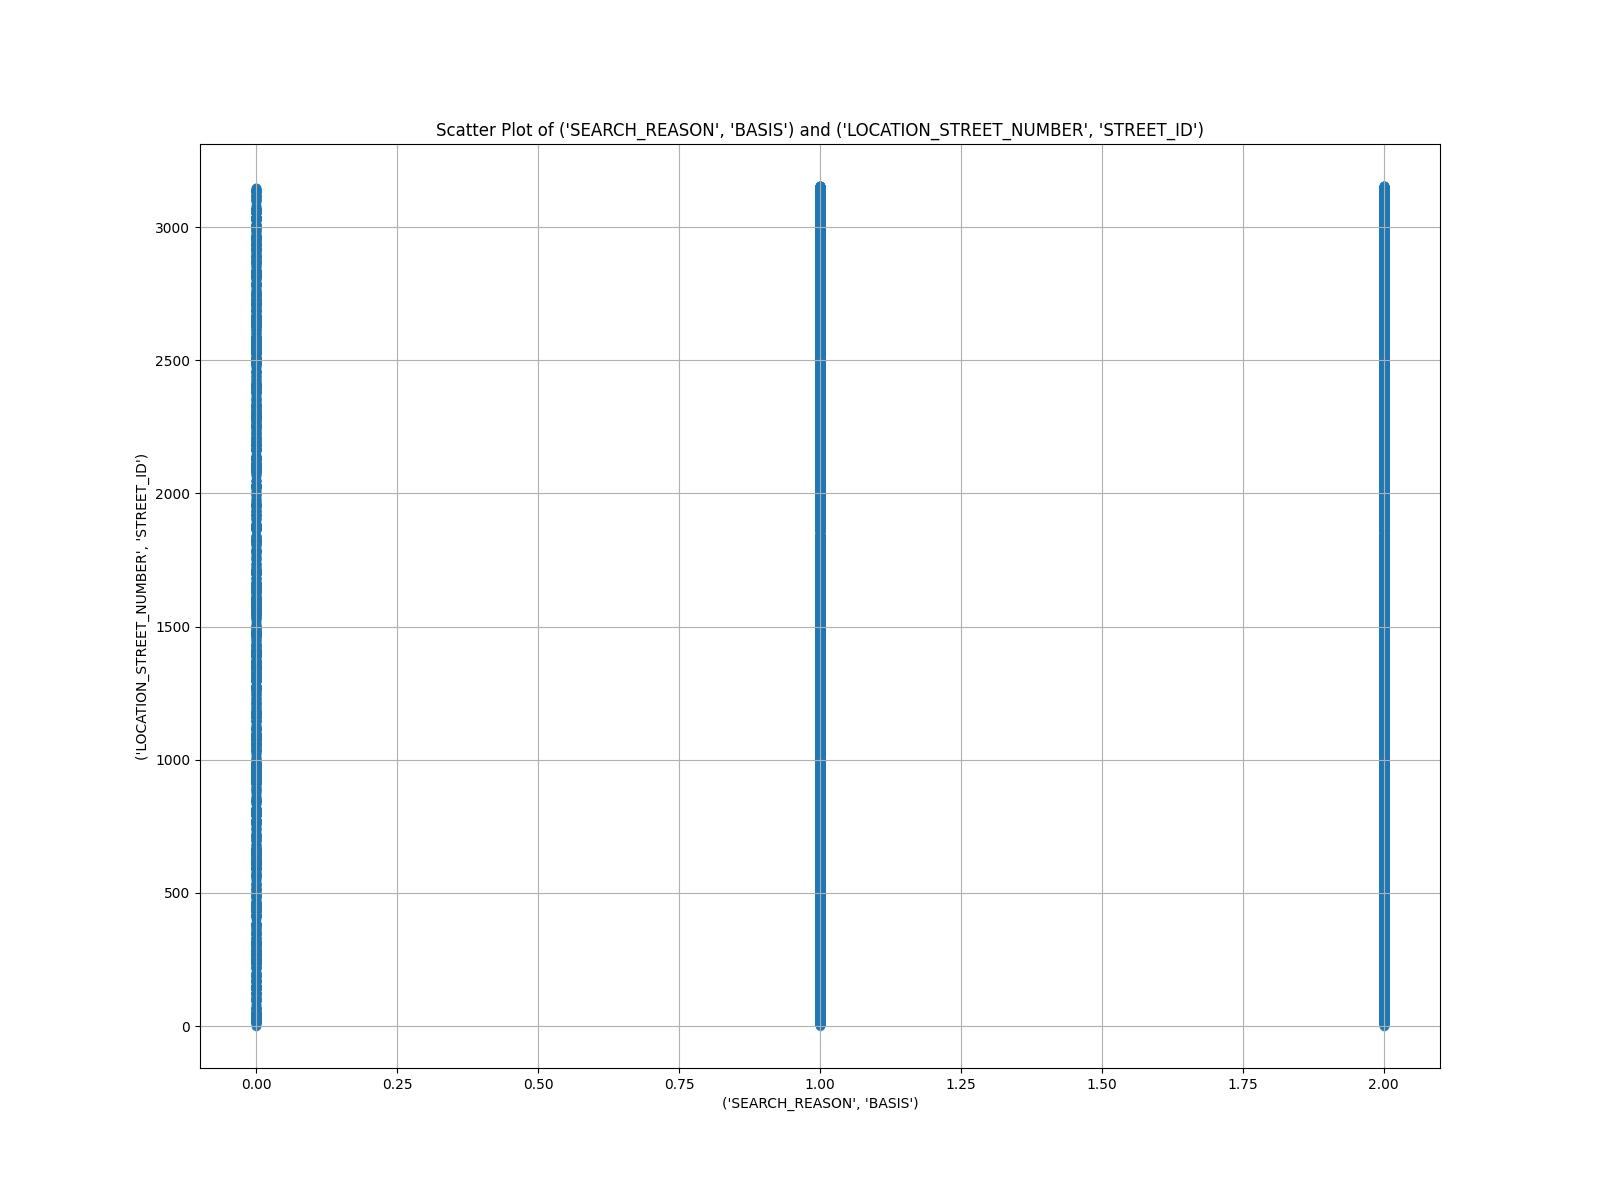 Scatter Plot of ('SEARCH_REASON', 'BASIS') and ('LOCATION_STREET_NUMBER', 'STREET_ID')
('LOCATION_STREET_NUMBER', 'STREET_ID')
3000
2500
2000
1500
1000
500
0
0.00 0.25 0.50 0.75 1.00 1.25 1.50 1.75 2.00
('SEARCH_REASON', 'BASIS')